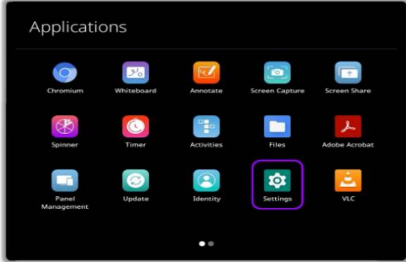 Applications
Chromium Whiteboard Annotate Screen Capture Screen Share
Spinner Timer Activities Files Adobe Acrobat
Panel Management Update Identity Settings VLC